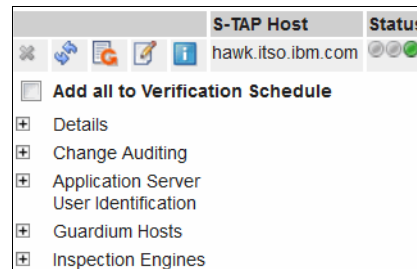 S-TAP Host Status
hawk.itso.ibm.com
Add all to Verification Schedule
Details
Change Auditing
Application Server
User Identification
Guardium Hosts
Inspection Engines